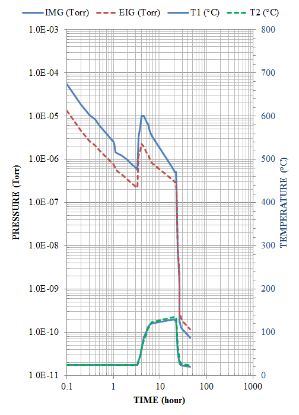 IMG (Torr) EIG (Torr) T1 (°C) T2 (°C)
1.0E-03 800
1.0E-04 700
1.0E-05 600
1.0E-06 500
1.0E-07 400
1.0E-08 300
1.0E-09 200
1.0E-10 100
1.0E-11 0
PRESSURE (Torr)
TEMPERATURE (°C)
0.1 1 10 100 1000
TIME (hour)